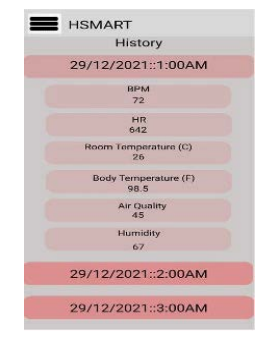 HSMART
History
29/12/2021::1:00AM
BPM
72
HR
642
Room Temperature (C)
26
Body Temperature (F)
98.5
Air Quality
45
Humidity
67
29/12/2021::2:00AM
29/12/2021::3:00AM